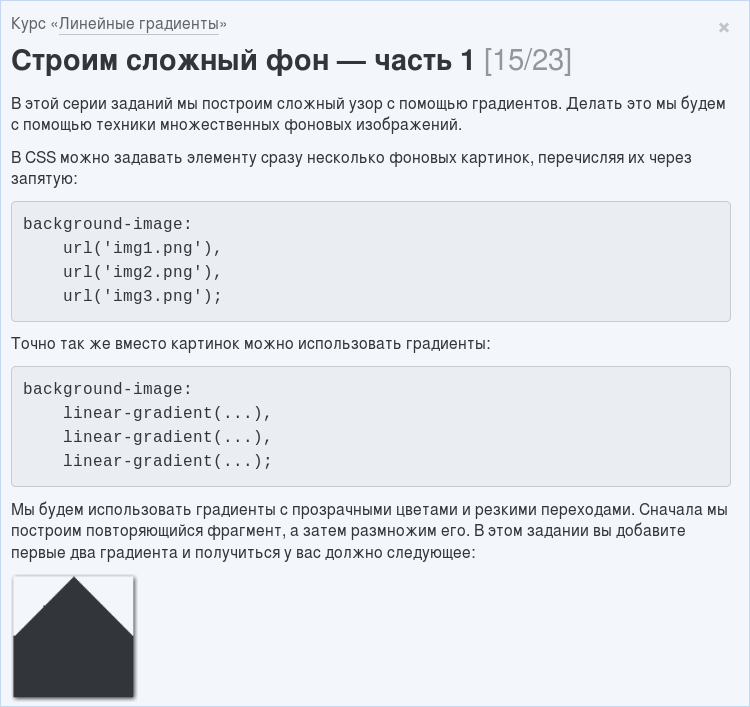 Курс «Линейные градиенты»
Строим сложный фон — часть 1 [15/23]
В этой серии заданий мы построим сложный узор с помощью градиентов. Делать это мы будем
с помощью техники множественных фоновых изображений.
В CSS можно задавать элементу сразу несколько фоновых картинок, перечисляя их через
запятую:
background-image:
    url('img1.png'),
    url('img2.png'),
    url('img3.png');
Точно так же вместо картинок можно использовать градиенты:
background-image:
    linear-gradient(...),
    linear-gradient(...),
    linear-gradient(...);
Мы будем использовать градиенты с прозрачными цветами и резкими переходами. Сначала мы
построим повторяющийся фрагмент, а затем размножим его. В этом задании вы добавите
первые два градиента и получиться у вас должно следующее: